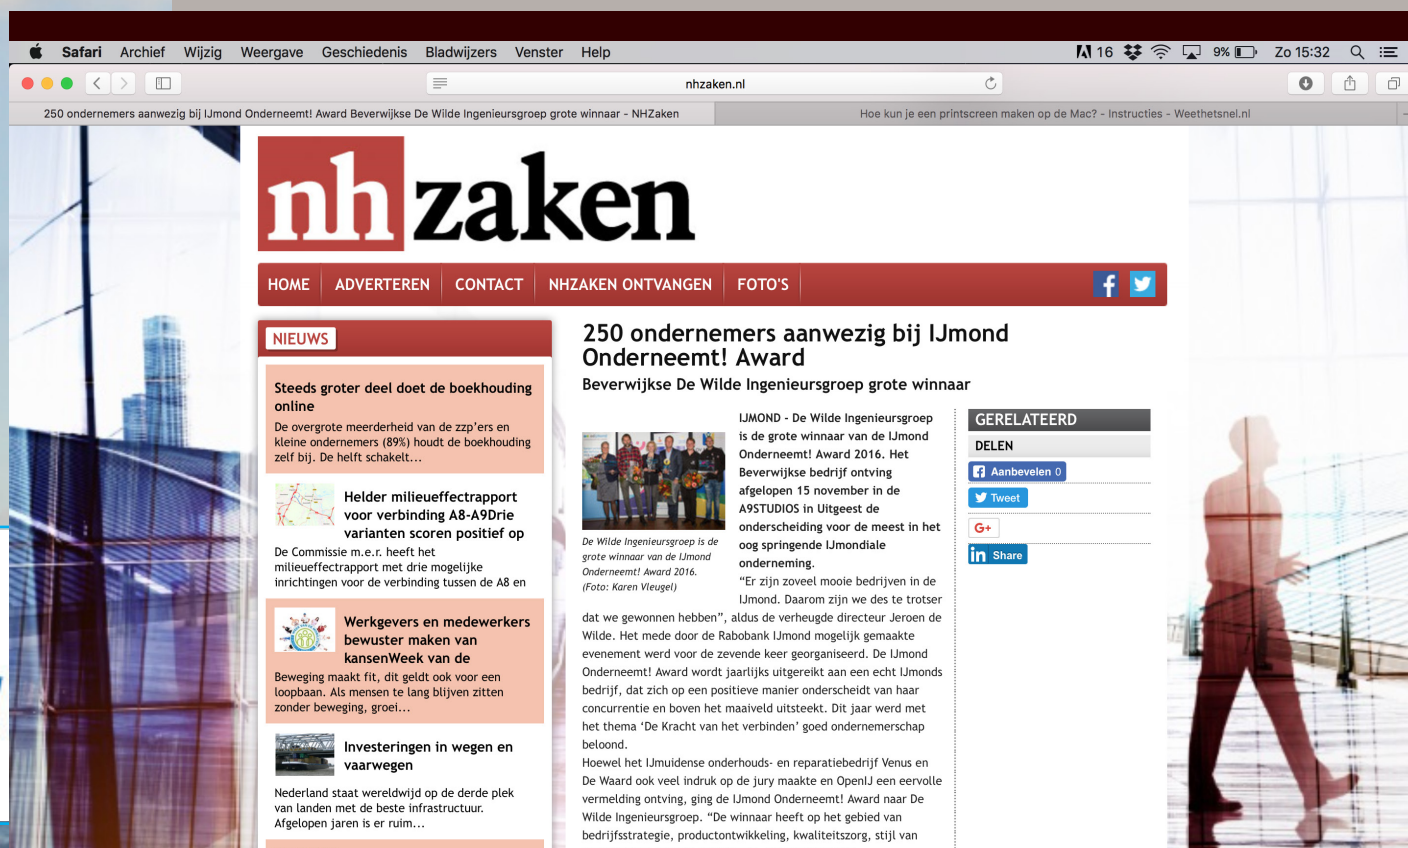 Safari Archief Wijzig Weergave Geschiedenis Bladwijzers Venster Help 16 9% Zo 15:32
nhzaken.nl
250 ondernemers aanwezig bij IJmond Onderneemt! Award Beverwijkse De Wilde Ingenieursgroep grote winnaar - NHZaken
Hoe kun je een printscreen maken op de Mac? - Instructies - Weethetsnel.nl
nhzaken
HOME ADVERTEREN CONTACT NHZAKEN ONTVANGEN FOTO'S
NIEUWS
Steeds groter deel doet de boekhouding
online
De overgrote meerderheid van de zzp'ers en
kleine ondernemers (89%) houdt de boekhouding
zelf bij. De helft schakelt...
Helder milieueffectrapport
voor verbinding A8-A9Drie
varianten scoren positief op
De Commissie m.e.r. heeft het
milieueffectrapport met drie mogelijke
inrichtingen voor de verbinding tussen de A8 en
Werkgevers en medewerkers
bewuster maken van
kansenWeek van de
Beweging maakt fit, dit geldt ook voor een
loopbaan. Als mensen te lang blijven zitten
zonder beweging, groei...
Investeringen in wegen en
vaarwegen
Nederland staat wereldwijd op de derde plek
van landen met de beste infrastructuur.
Afgelopen jaren is er ruim...
250 ondernemers aanwezig bij IJmond
Onderneemt! Award
Beverwijkse De Wilde Ingenieursgroep grote winnaar
De Wilde Ingenieursgroep is de
grote winnaar van de IJmond
Onderneemt! Award 2016.
(Foto: Karen Vleugel)
IJMOND - De Wilde Ingenieursgroep
is de grote winnaar van de IJmond
Onderneemt! Award 2016. Het
Beverwijkse bedrijf ontving
afgelopen 15 november in de
A9STUDIOS in Uitgeest de
onderscheiding voor de meest in het
oog springende IJmondiale
onderneming.
“Er zijn zoveel mooie bedrijven in de
IJmond. Daarom zijn we des te trotser
dat we gewonnen hebben”, aldus de verheugde directeur Jeroen de
Wilde. Het mede door de Rabobank IJmond mogelijk gemaakte
evenement werd voor de zevende keer georganiseerd. De IJmond
Onderneemt! Award wordt jaarlijks uitgereikt aan een echt IJmonds
bedrijf, dat zich op een positieve manier onderscheidt van haar
concurrentie en boven het maaiveld uitsteekt. Dit jaar werd met
het thema ‘De Kracht van het verbinden’ goed ondernemerschap
beloond.
Hoewel het IJmuidense onderhouds- en reparatiebedrijf Venus en
De Waard ook veel indruk op de jury maakte en OpenIJ een eervolle
vermelding ontving, ging de IJmond Onderneemt! Award naar De
Wilde Ingenieursgroep. “De winnaar heeft op het gebied van
bedrijfsstrategie, productontwikkeling, kwaliteitszorg, stijl van
GERELATEERD
DELEN
Aanbevelen 0
Tweet
G+
in Share